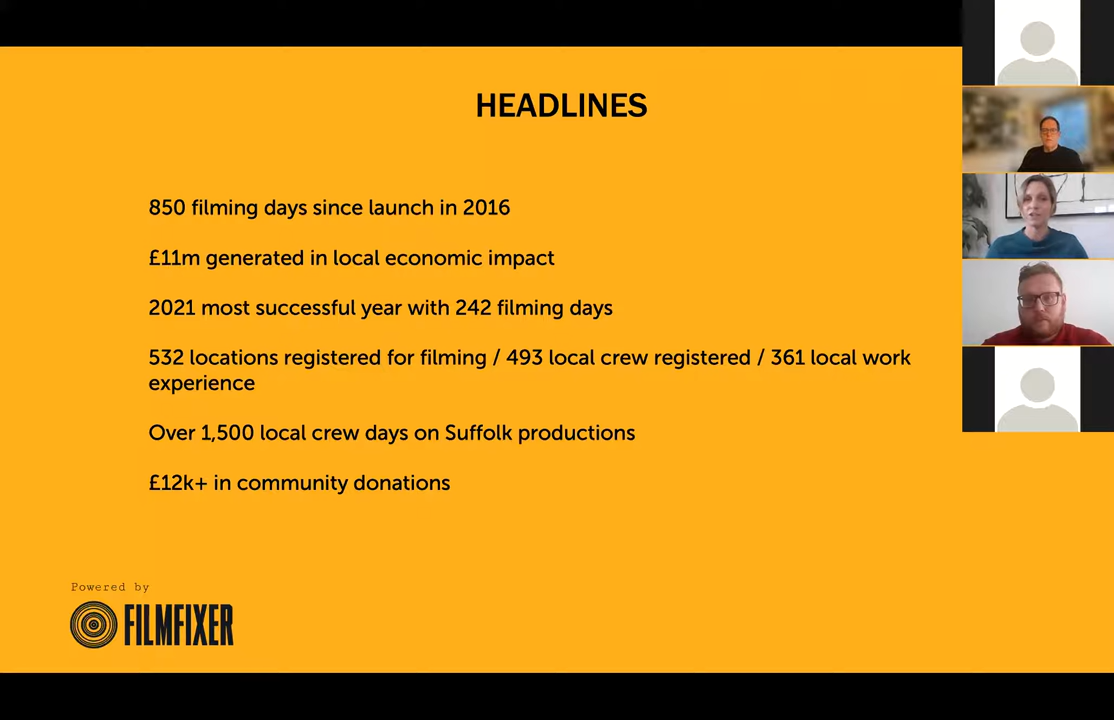 HEADLINES
850 filming days since launch in 2016
£11m generated in local economic impact
2021 most successful year with 242 filming days
532 locations registered for filming / 493 local crew registered / 361 local work
experience
Over 1,500 local crew days on Suffolk productions
£12k+ in community donations
Powered by
FILMFIXER